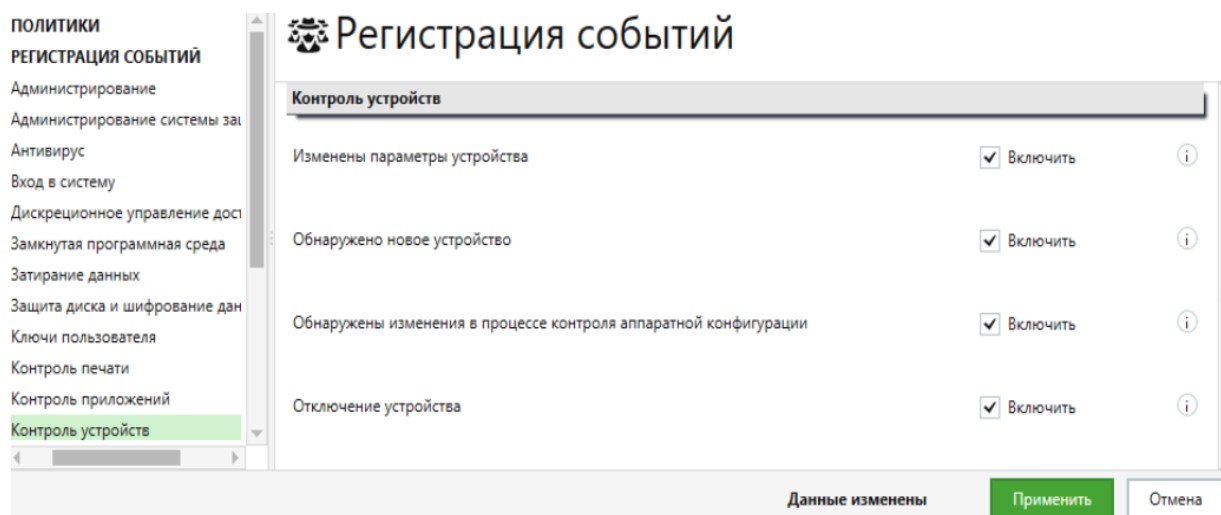 ПОЛИТИКИ
РЕГИСТРАЦИЯ СОБЫТИЙ
Администрирование
Администрирование системы защ
Антивирус
Вход в систему
Дискреционное управление дост
Замкнутая программная среда
Затирание данных
Защита диска и шифрование дан
Ключи пользователя
Контроль печати
Контроль приложений
Контроль устройств
Регистрация событий
Контроль устройств
Изменены параметры устройства Включить
Обнаружено новое устройство Включить
Обнаружены изменения в процессе контроля аппаратной конфигурации Включить
Отключение устройства Включить
Данные изменены Применить Отмена